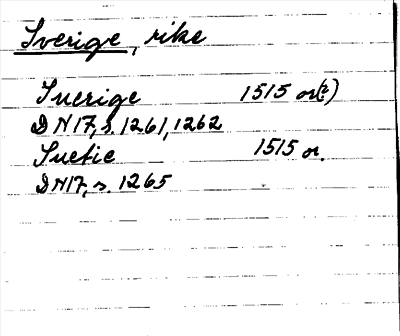 Sverige, rike
Suerige 1515 or(?)
DN17, s. 1261, 1262
Suetie 1515 or.
DN17, s. 1265